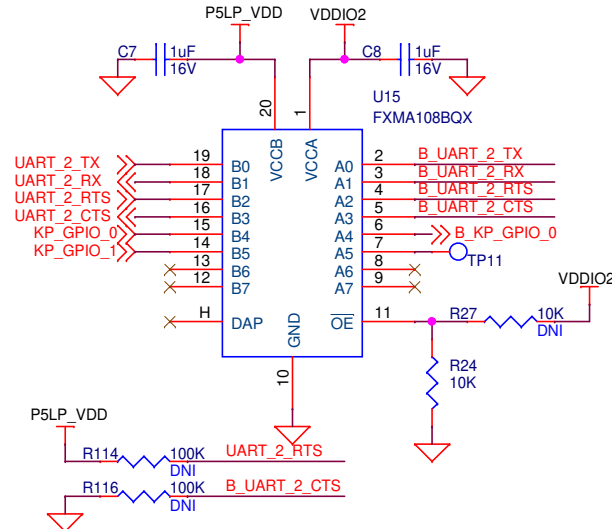 P5LP_VDD
VDDIO2
C7 1uF
16V
C8 1uF
16V
U15
FXMA108BQX
20
1
VCCB
VCCA
UART_2_TX 19 B0 A0 2 B_UART_2_TX
UART_2_RX 18 B1 A1 3 B_UART_2_RX
UART_2_RTS 17 B2 A2 4 B_UART_2_RTS
UART_2_CTS 16 B3 A3 5 B_UART_2_CTS
KP_GPIO_0 15 B4 A4 6 B_KP_GPIO_0
KP_GPIO_1 14 B5 A5 7 TP11
13 B6 A6 8
12 B7 A7 9
VDDIO2
H DAP OE 11 R27 10K
DNI
GND
10
R24
10K
P5LP_VDD
R114 100K UART_2_RTS
DNI
R116 100K B_UART_2_CTS
DNI